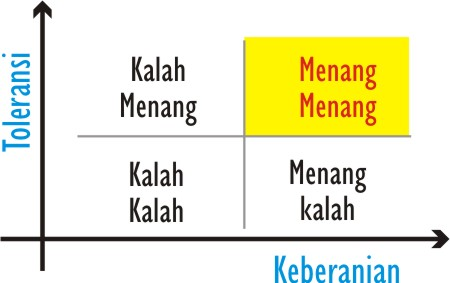 Toleransi
Kalah
Menang
Menang
Menang
Kalah
Kalah
Menang
kalah
Keberanian